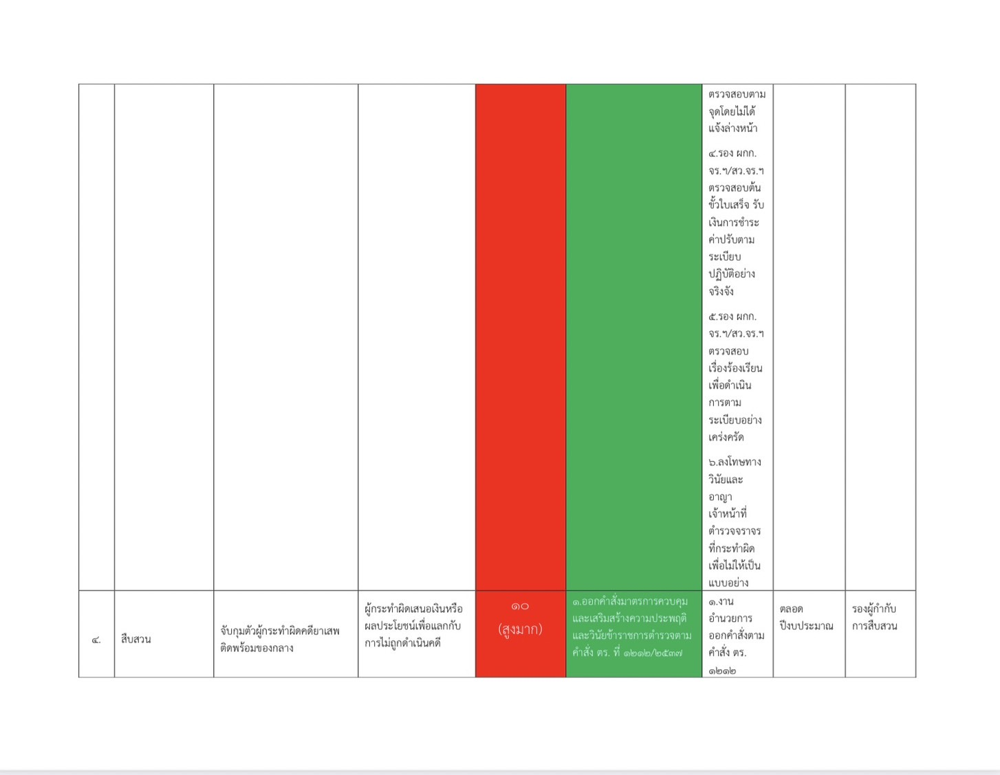 ตรวจสอบตาม
จุดโดยไม่ได้
แจ้งล่างหน้า
๔.รอง ผกก.
จร.ฯ/สว.จร.ฯ
ตรวจสอบต้น
ขั้วใบเสร็จ รับ
เงินการชำระ
ค่าปรับตาม
ระเบียบ
ปฏิบัติอย่าง
จริงจัง
๕.รอง ผกก.
จร.ฯ/สว.จร.ฯ
ตรวจสอบ
เรื่องร้องเรียน
เพื่อดำเนิน
การตาม
ระเบียบอย่าง
เคร่งครัด
๖.ลงโทษทาง
วินัยและ
อาญา
เจ้าหน้าที่
ตำรวจจราจร
ที่กระทำผิด
เพื่อไม่ให้เป็น
แบบอย่าง
๔.
สืบสวน
จับกุมตัวผู้กระทำผิดคดียาเสพ
ติดพร้อมของกลาง
ผู้กระทำผิดเสนอเงินหรือ
ผลประโยชน์เพื่อแลกกับ
การไม่ถูกดำเนินคดี
๑๐
(สูงมาก)
๑.ออกคำสั่งมาตรการควบคุม
และเสริมสร้างความประพฤติ
และวินัยข้าราชการตำรวจตาม
คำสั่ง ตร. ที่ ๑๒๑๒/๒๕๓๗
๑.งาน
อำนวยการ
ออกคำสั่งตาม
คำสั่ง ตร.
๑๒๑๒
ตลอด
ปีงบประมาณ
รองผู้กำกับ
การสืบสวน